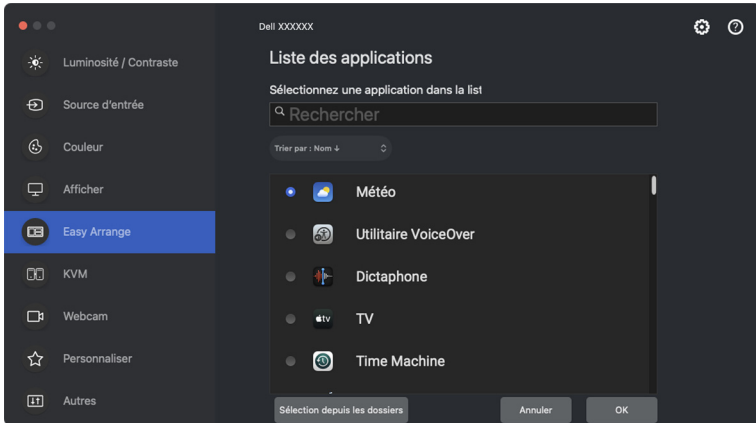 Dell XXXXXX
Liste des applications
Sélectionnez une application dans la list
Rechercher
Trier par : Nom ↓
Luminosité / Contraste
Source d'entrée
Couleur
Afficher
Easy Arrange
KVM
Webcam
Personnaliser
Autres
Météo
Utilitaire VoiceOver
Dictaphone
tv
TV
Time Machine
Sélection depuis les dossiers
Annuler
OK